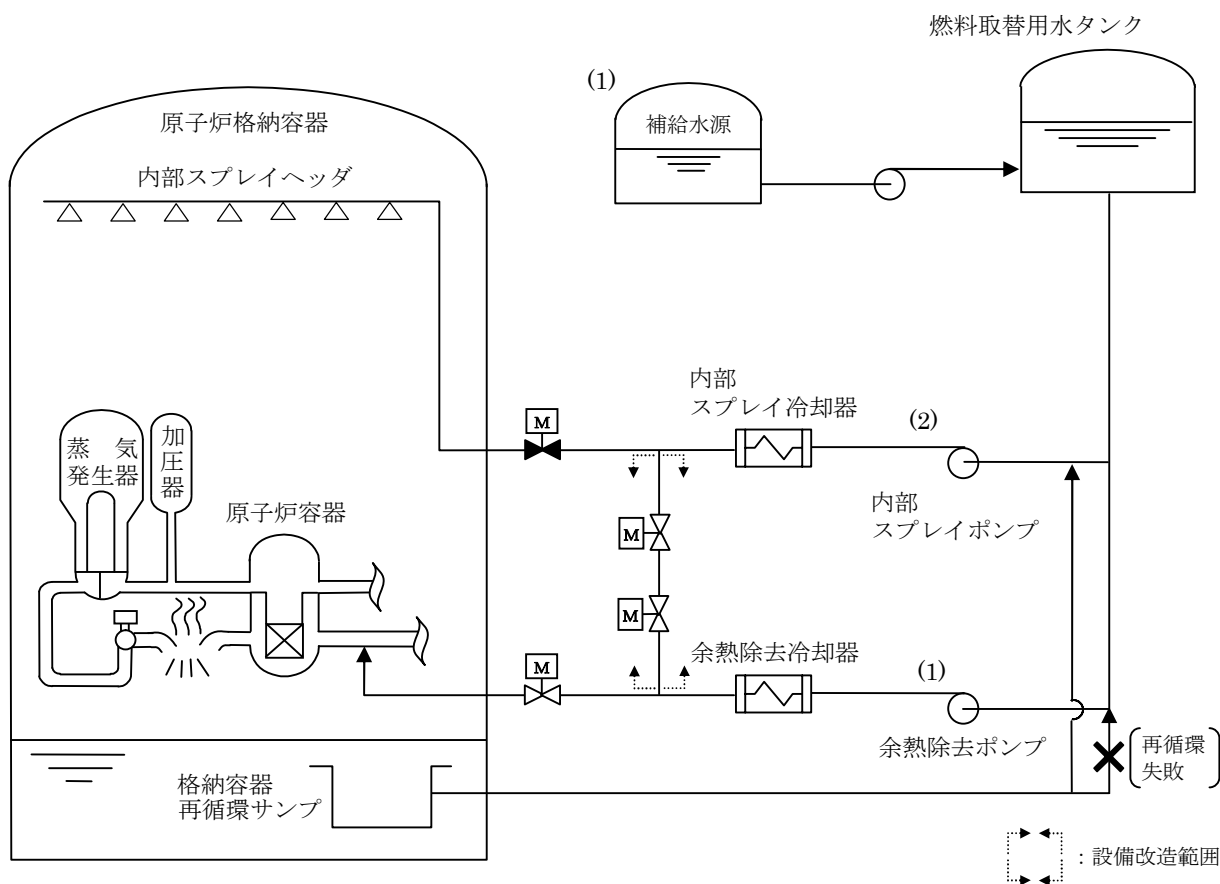 燃料取替用水タンク
(1)
補給水源
原子炉格納容器
内部スプレイヘッダ
内部
スプレイ冷却器
(2)
M
蒸気
発生器
加圧器
原子炉容器
M
内部
スプレイポンプ
M
余熱除去冷却器
(1)
M
余熱除去ポンプ
再循環
失敗
格納容器
再循環サンプ
：設備改造範囲